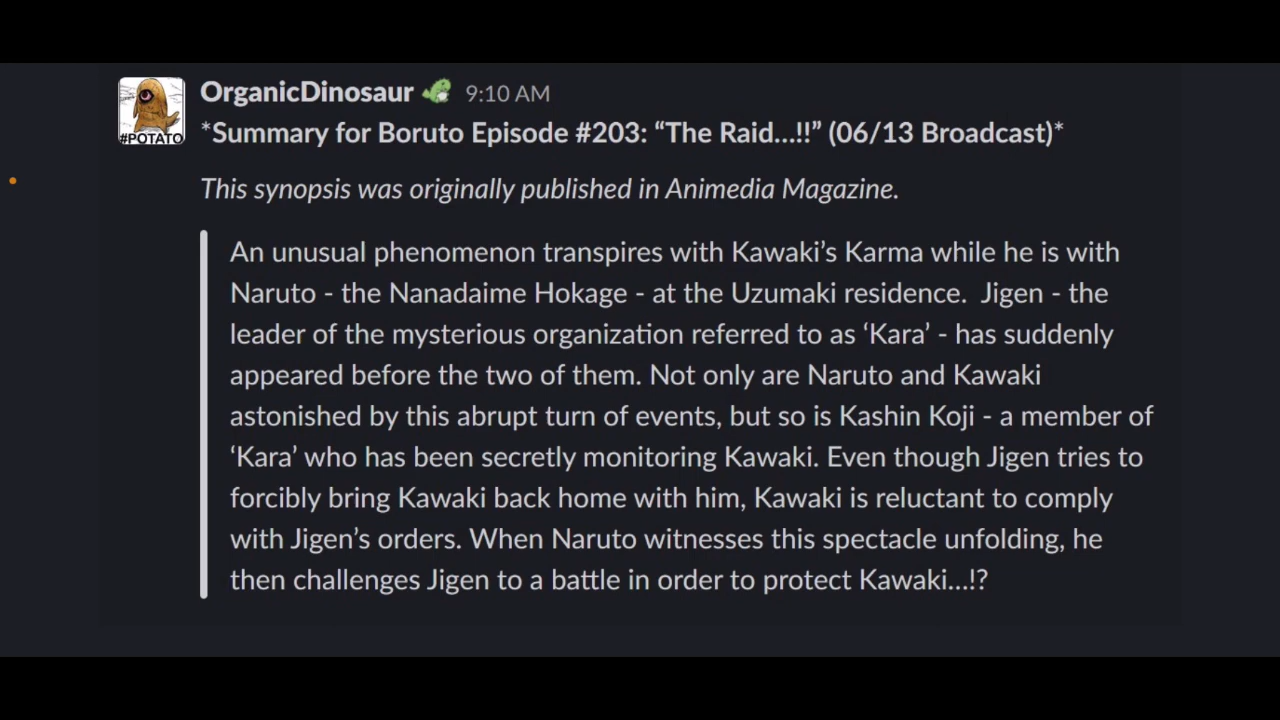 OrganicDinosaur 9:10 AM
*Summary for Boruto Episode #203: “The Raid...!!” (06/13 Broadcast)*
#POTATO
This synopsis was originally published in Animedia Magazine.
An unusual phenomenon transpires with Kawaki’s Karma while he is with
Naruto - the Nanadaime Hokage - at the Uzumaki residence.  Jigen - the
leader of the mysterious organization referred to as ‘Kara’ - has suddenly
appeared before the two of them. Not only are Naruto and Kawaki
astonished by this abrupt turn of events, but so is Kashin Koji - a member of
‘Kara’ who has been secretly monitoring Kawaki. Even though Jigen tries to
forcibly bring Kawaki back home with him, Kawaki is reluctant to comply
with Jigen’s orders. When Naruto witnesses this spectacle unfolding, he
then challenges Jigen to a battle in order to protect Kawaki...!?